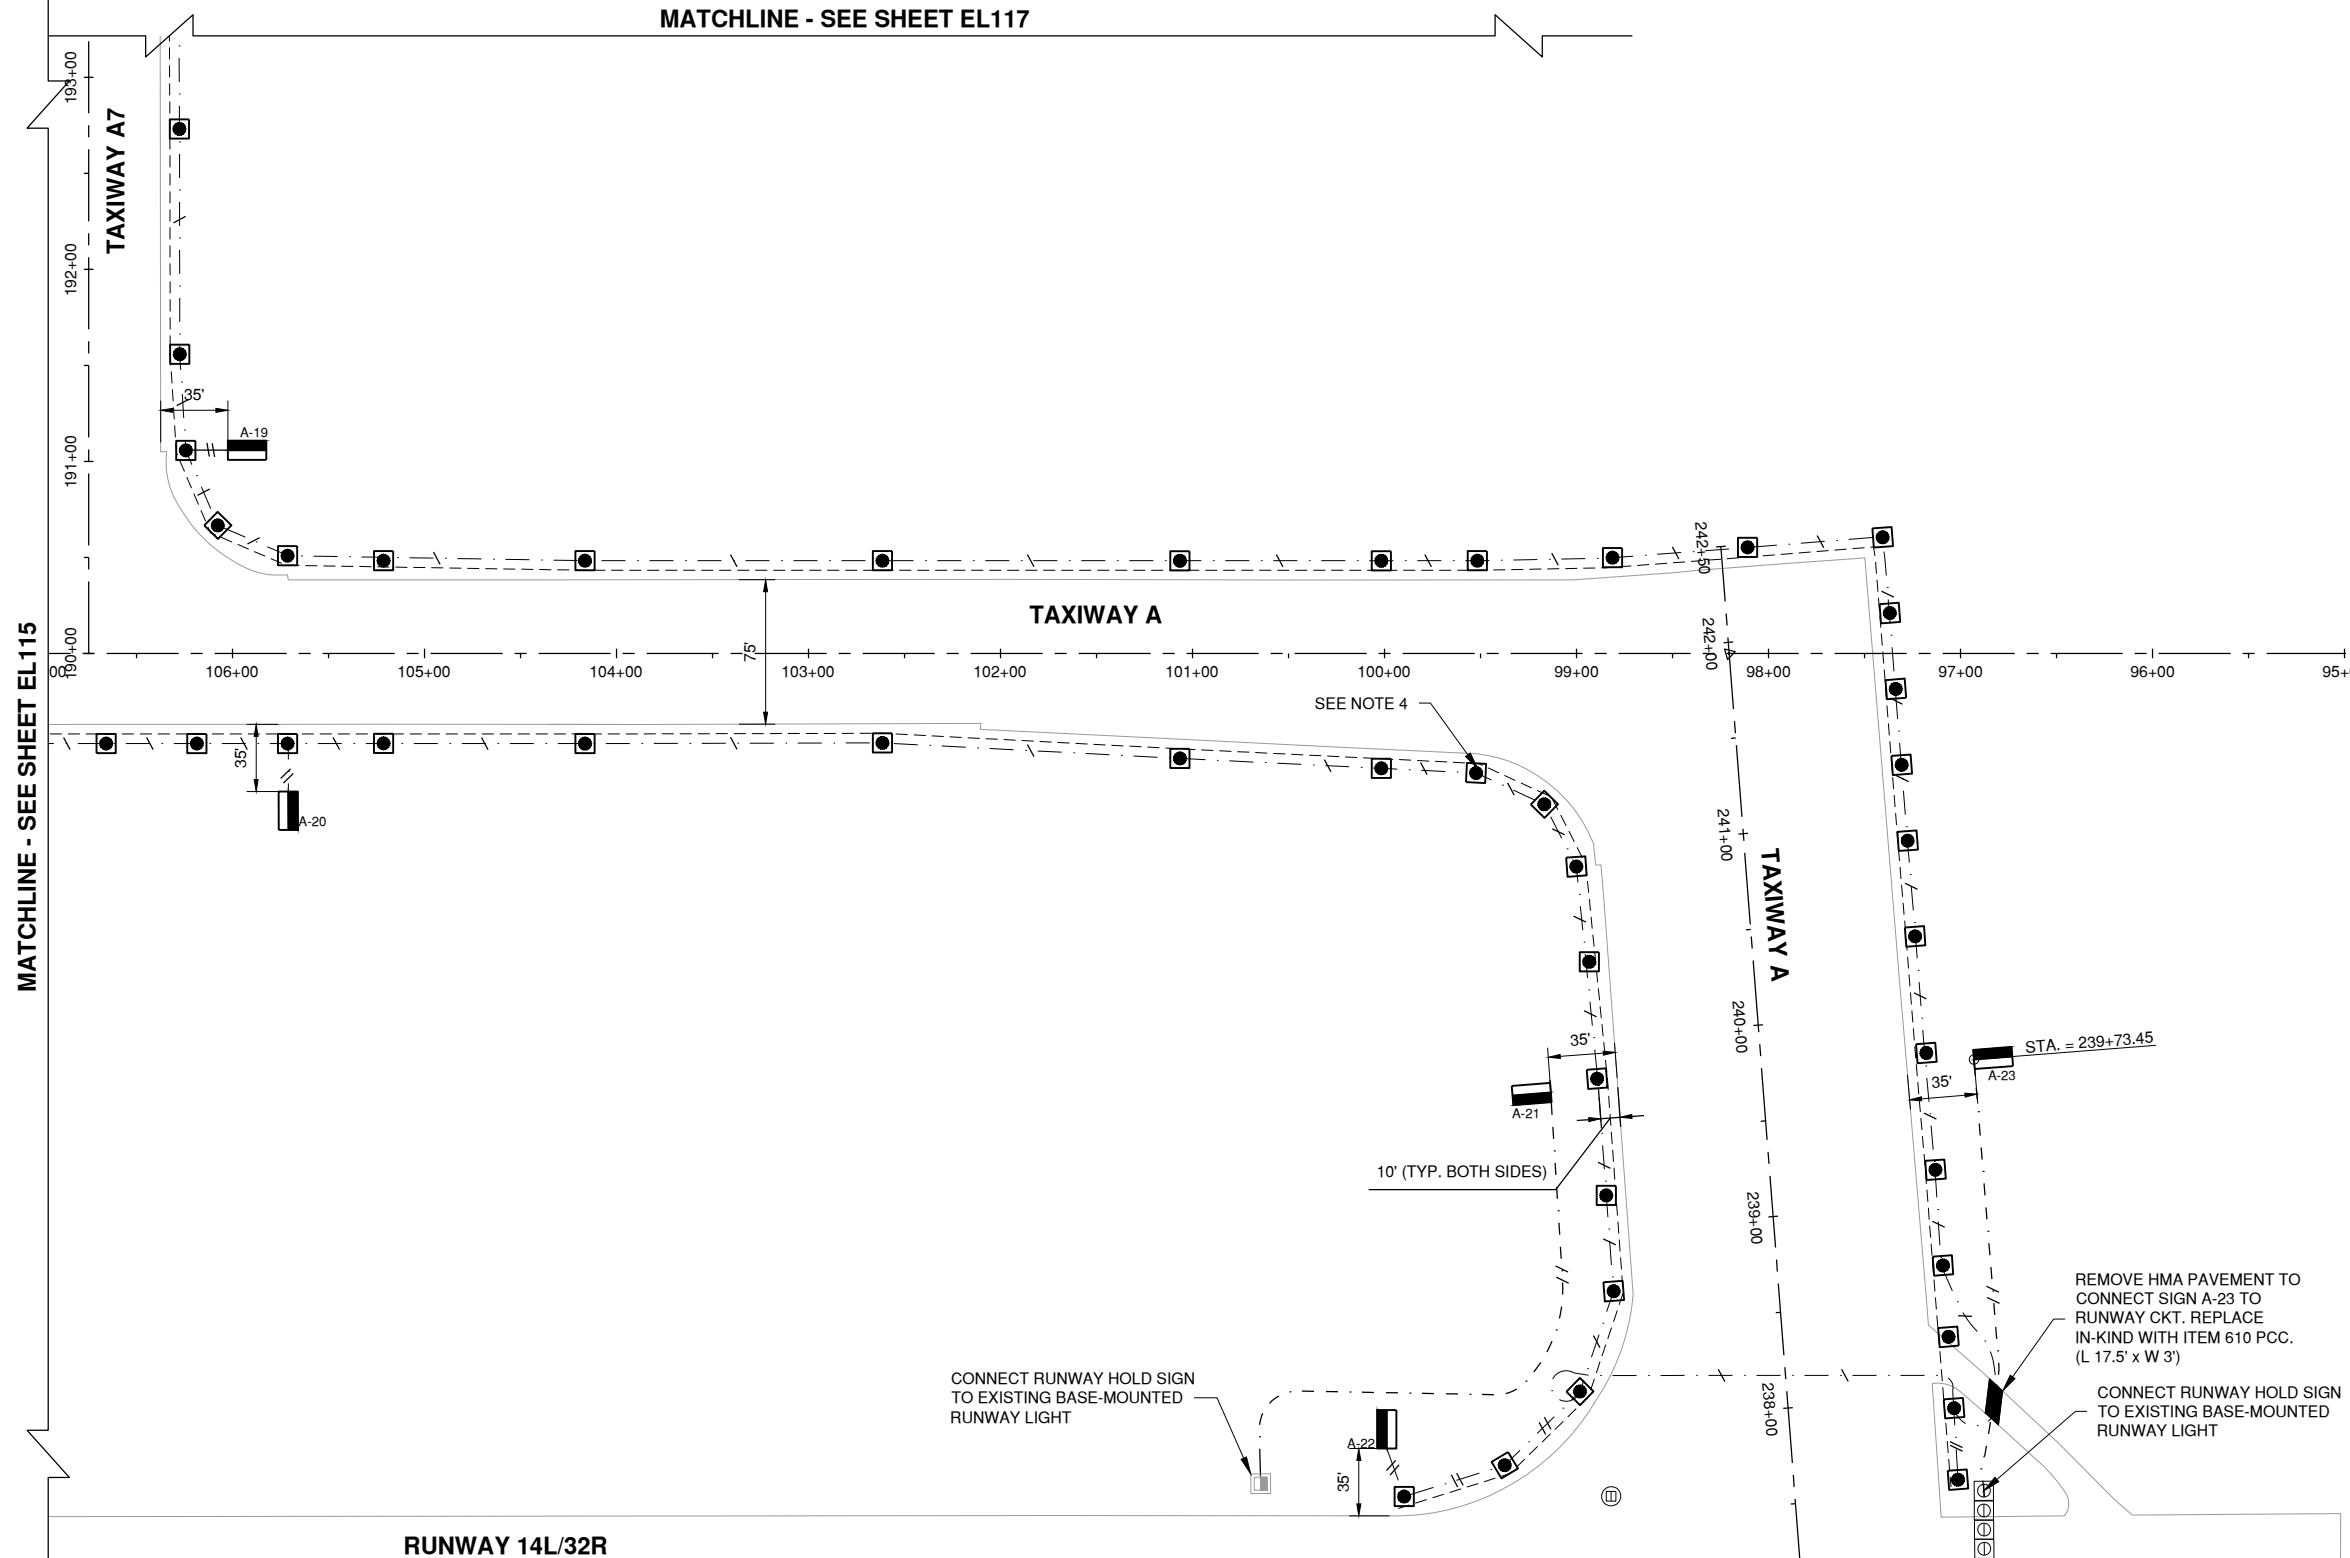 MATCHLINE - SEE SHEET EL117
193+00
TAXIWAY A7
192+00
35'
A-19
191+00
242+50
TAXIWAY A
MATCHLINE - SEE SHEET EL115
190+00
75'
242+00
00
106+00
105+00
104+00
103+00
102+00
101+00
100+00
99+00
98+00
97+00
96+00
95+
SEE NOTE 4
35'
A-20
241+00
TAXIWAY A
240+00
35'
STA. = 239+73.45
A-23
35'
A-21
10' (TYP. BOTH SIDES)
239+00
REMOVE HMA PAVEMENT TO
CONNECT SIGN A-23 TO
RUNWAY CKT. REPLACE
IN-KIND WITH ITEM 610 PCC.
(L 17.5' x W 3')
CONNECT RUNWAY HOLD SIGN
TO EXISTING BASE-MOUNTED
RUNWAY LIGHT
238+00
CONNECT RUNWAY HOLD SIGN
TO EXISTING BASE-MOUNTED
RUNWAY LIGHT
A-22
35'
RUNWAY 14L/32R